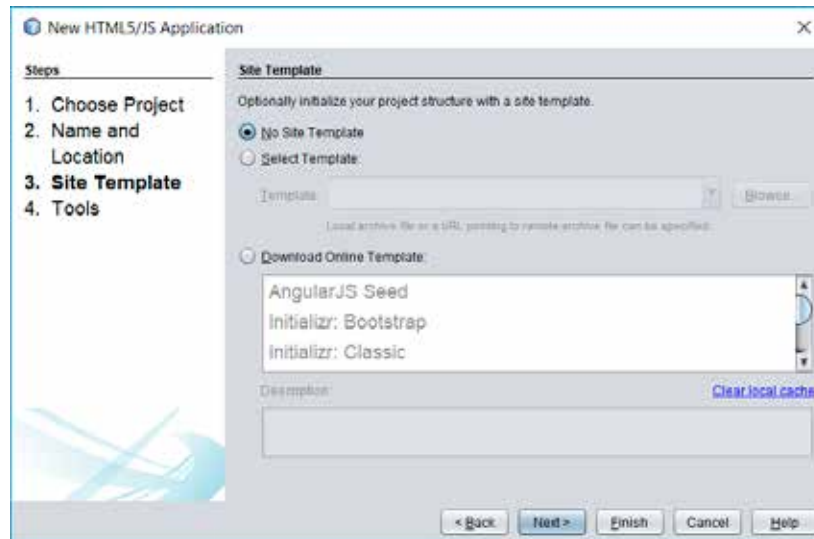 New HTML5/JS Application
Steps
1. Choose Project
2. Name and
Location
3. Site Template
4. Tools
Site Template
Optionally initialize your project structure with a site template.
No Site Template
Select Template:
Template:
Browse...
Local archive file or a URL pointing to remote archive file can be specified.
Download Online Template:
AngularJS Seed
Initializr: Bootstrap
Initializr: Classic
Description:
Clear local cache
< Back
Next >
Finish
Cancel
Help